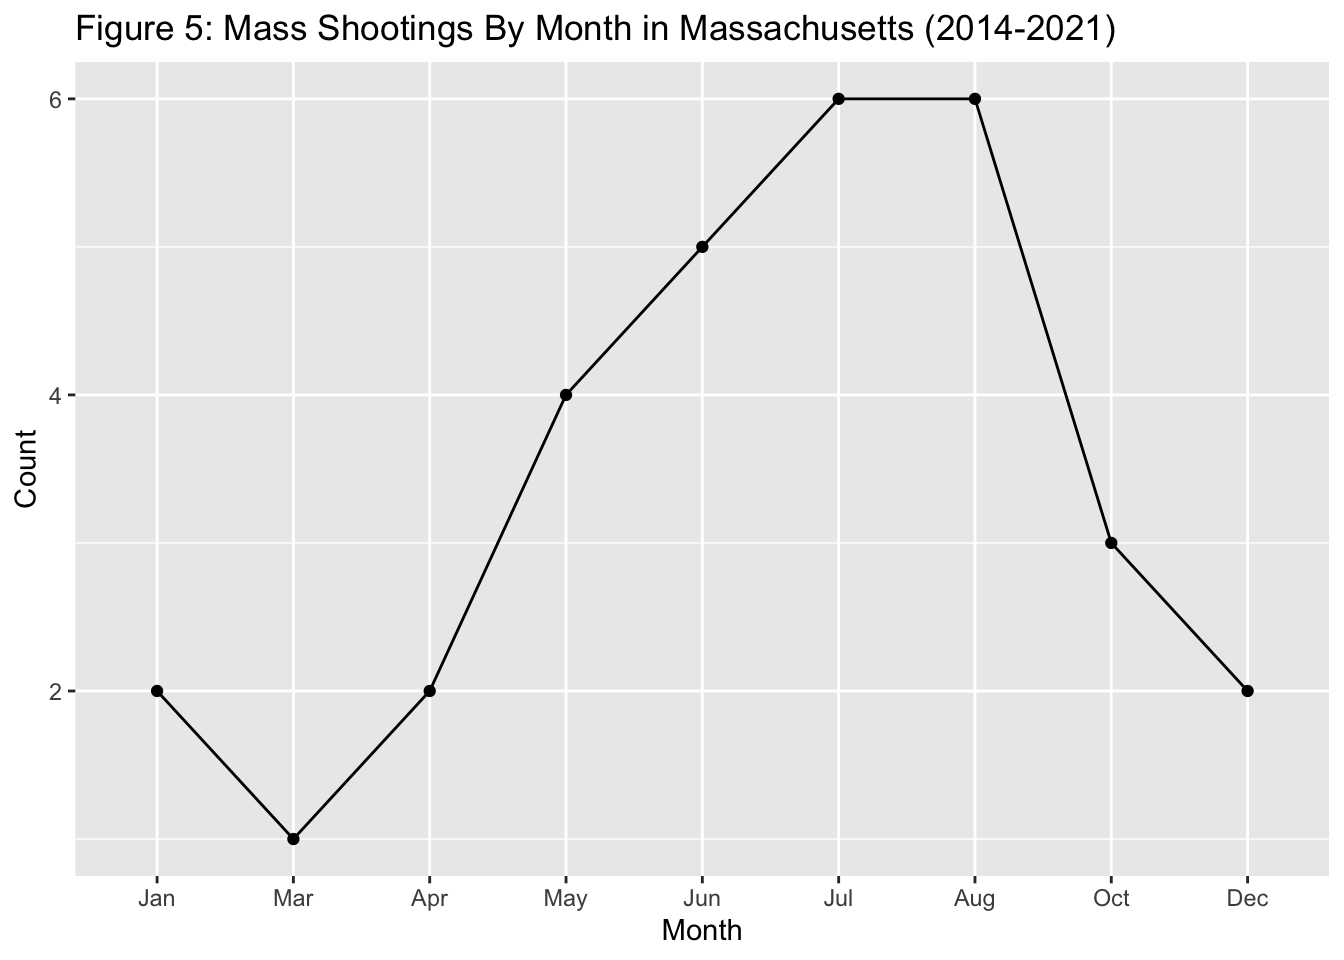 Figure 5: Mass Shootings By Month in Massachusetts (2014-2021)
6
4
2
Count
Jan Mar Apr May Jun Jul Aug Oct Dec
Month